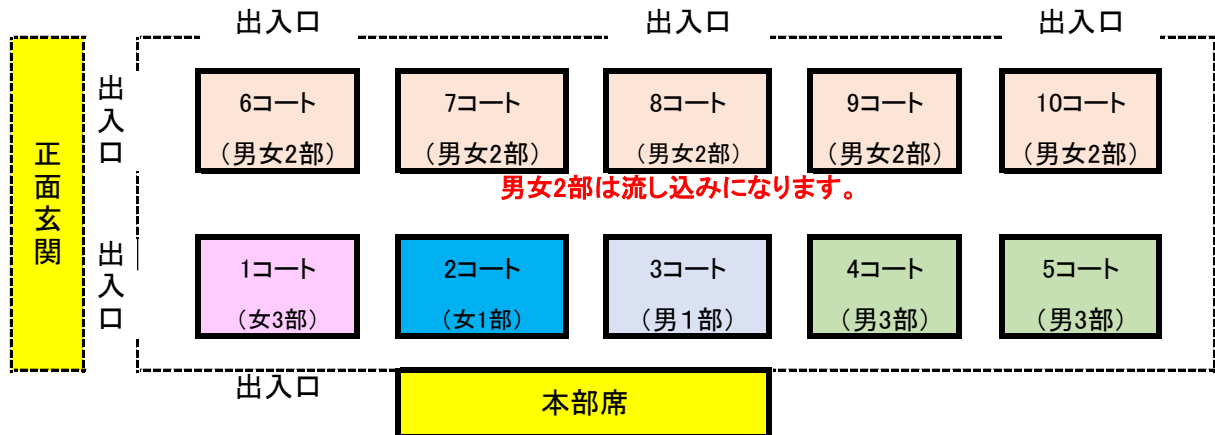 出入口
出入口
出入口
正面玄関
出入口
6コート
(男女2部)
7コート
(男女2部)
8コート
(男女2部)
9コート
(男女2部)
10コート
(男女2部)
男女2部は流し込みになります。
出入口
1コート
(女3部)
2コート
(女1部)
3コート
(男１部)
4コート
(男3部)
5コート
(男3部)
出入口
本部席